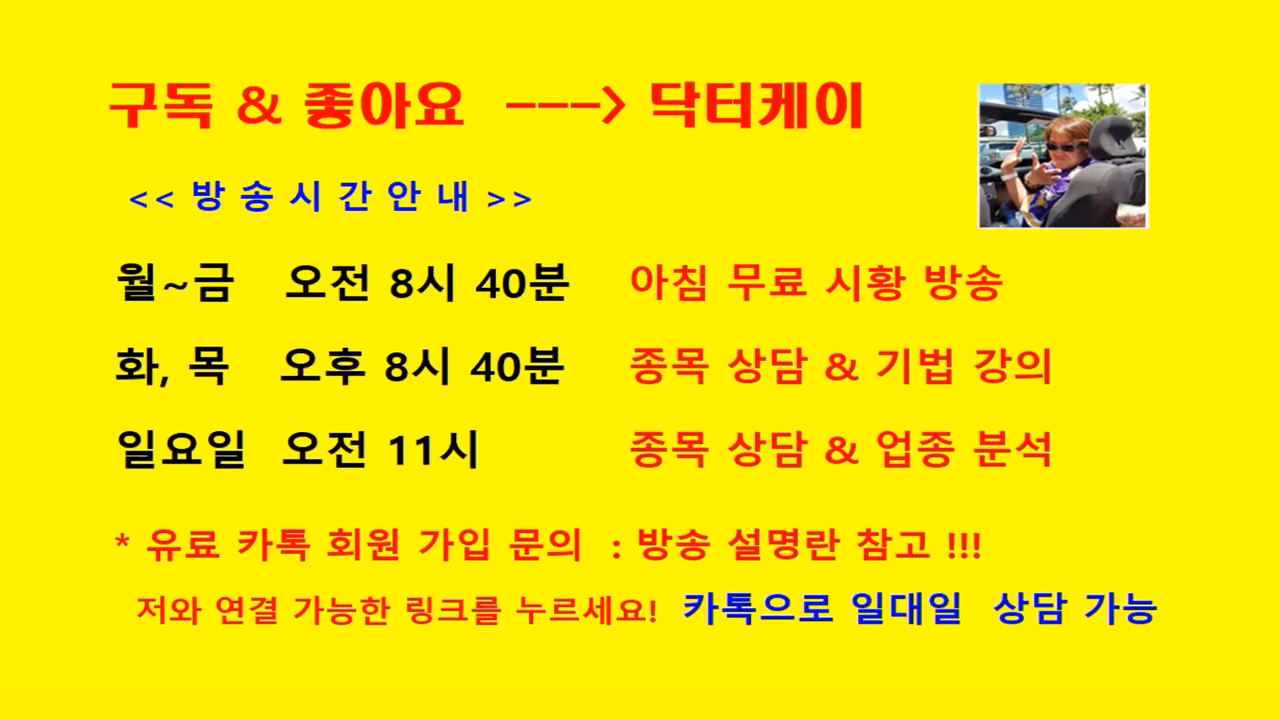 구독 & 좋아요 ---> 닥터케이
<< 방 송 시 간 안 내 >>
월~금 오전 8시 40분 아침 무료 시황 방송
화, 목 오후 8시 40분 종목 상담 & 기법 강의
일요일 오전 11시 종목 상담 & 업종 분석
* 유료 카톡 회원 가입 문의 : 방송 설명란 참고 !!!
저와 연결 가능한 링크를 누르세요! 카톡으로 일대일 상담 가능